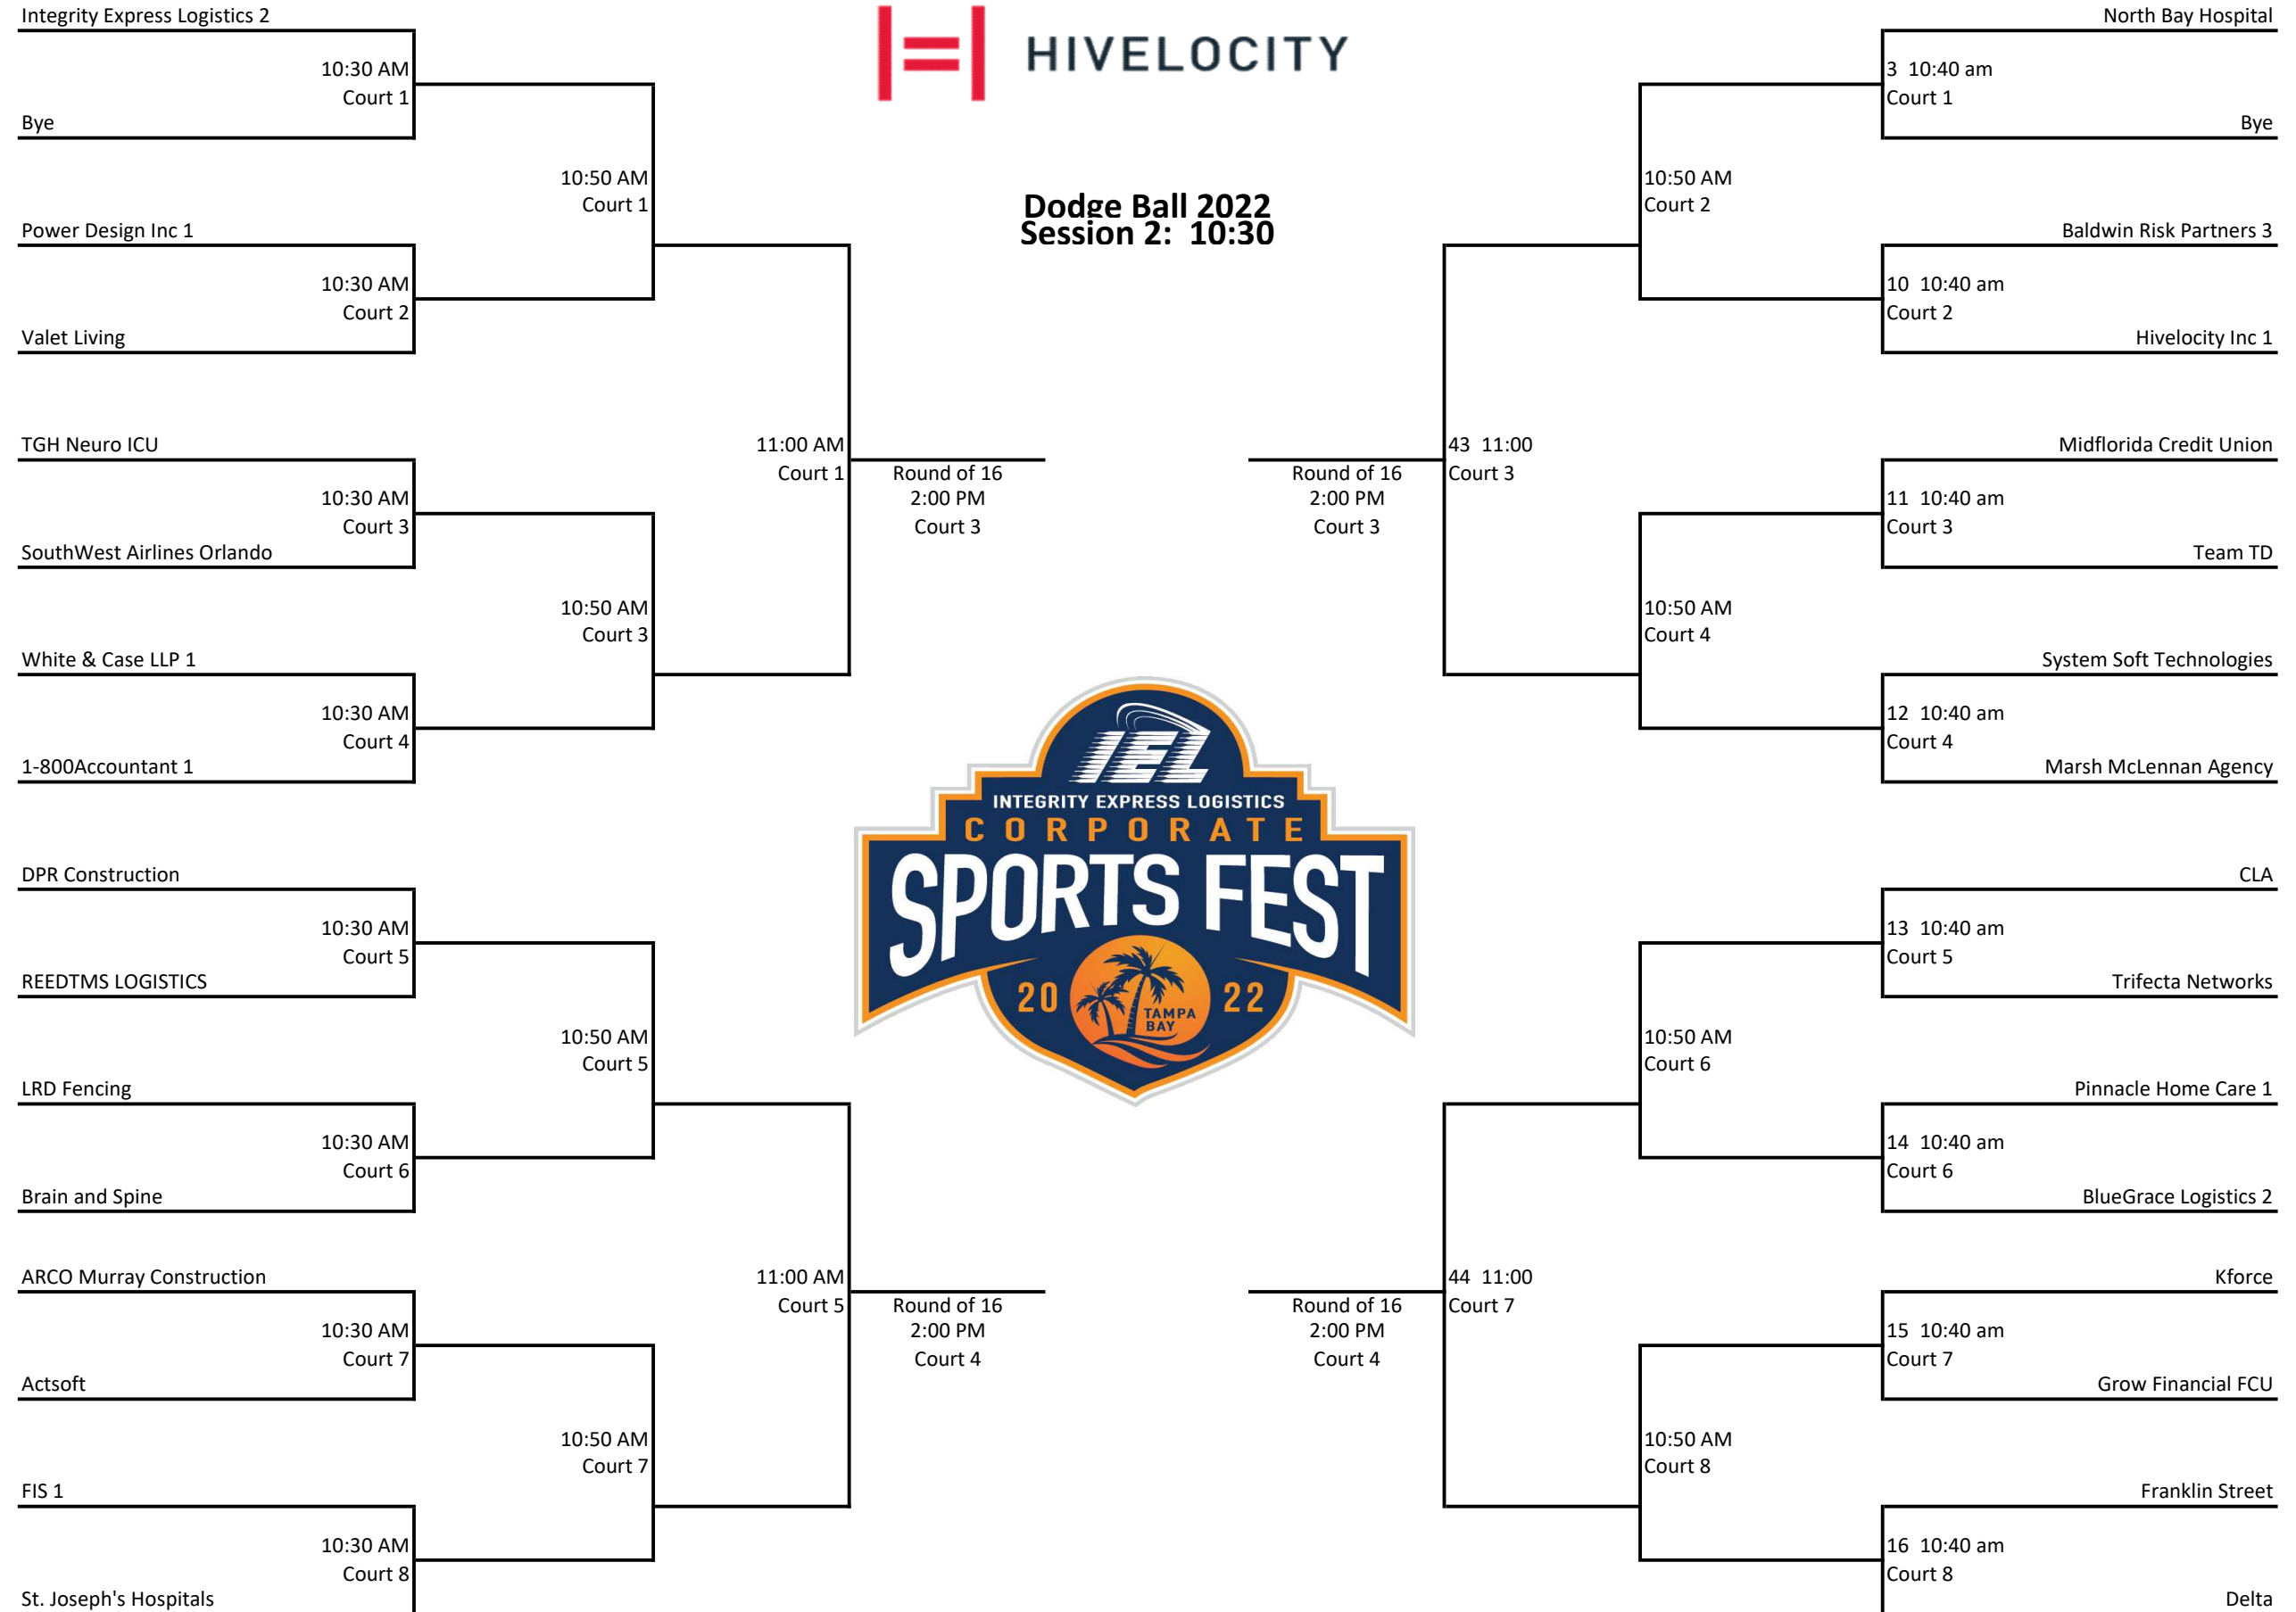 Integrity Express Logistics 2
10:30 AM
Court 1
Bye
10:50 AM
Court 1
Power Design Inc 1
10:30 AM
Court 2
Valet Living
TGH Neuro ICU
11:00 AM
Court 1
Round of 16
2:00 PM
Court 3
10:30 AM
Court 3
SouthWest Airlines Orlando
10:50 AM
Court 3
White & Case LLP 1
10:30 AM
Court 4
1-800Accountant 1
DPR Construction
10:30 AM
Court 5
REEDTMS LOGISTICS
10:50 AM
Court 5
LRD Fencing
10:30 AM
Court 6
Brain and Spine
ARCO Murray Construction
11:00 AM
Court 5
Round of 16
2:00 PM
Court 4
10:30 AM
Court 7
Actsoft
10:50 AM
Court 7
FIS 1
10:30 AM
Court 8
St. Joseph's Hospitals
HIVELOCITY
Dodge Ball 2022
Session 2: 10:30
IEL
INTEGRITY EXPRESS LOGISTICS
CORPORATE
SPORTS FEST
20 22
TAMPA
BAY
North Bay Hospital
3 10:40 am
Court 1
Bye
10:50 AM
Court 2
Baldwin Risk Partners 3
10 10:40 am
Court 2
Hivelocity Inc 1
Midflorida Credit Union
43 11:00
Court 3
Round of 16
2:00 PM
Court 3
11 10:40 am
Court 3
Team TD
10:50 AM
Court 4
System Soft Technologies
12 10:40 am
Court 4
Marsh McLennan Agency
CLA
13 10:40 am
Court 5
Trifecta Networks
10:50 AM
Court 6
Pinnacle Home Care 1
14 10:40 am
Court 6
BlueGrace Logistics 2
Kforce
44 11:00
Court 7
Round of 16
2:00 PM
Court 4
15 10:40 am
Court 7
Grow Financial FCU
10:50 AM
Court 8
Franklin Street
16 10:40 am
Court 8
Delta